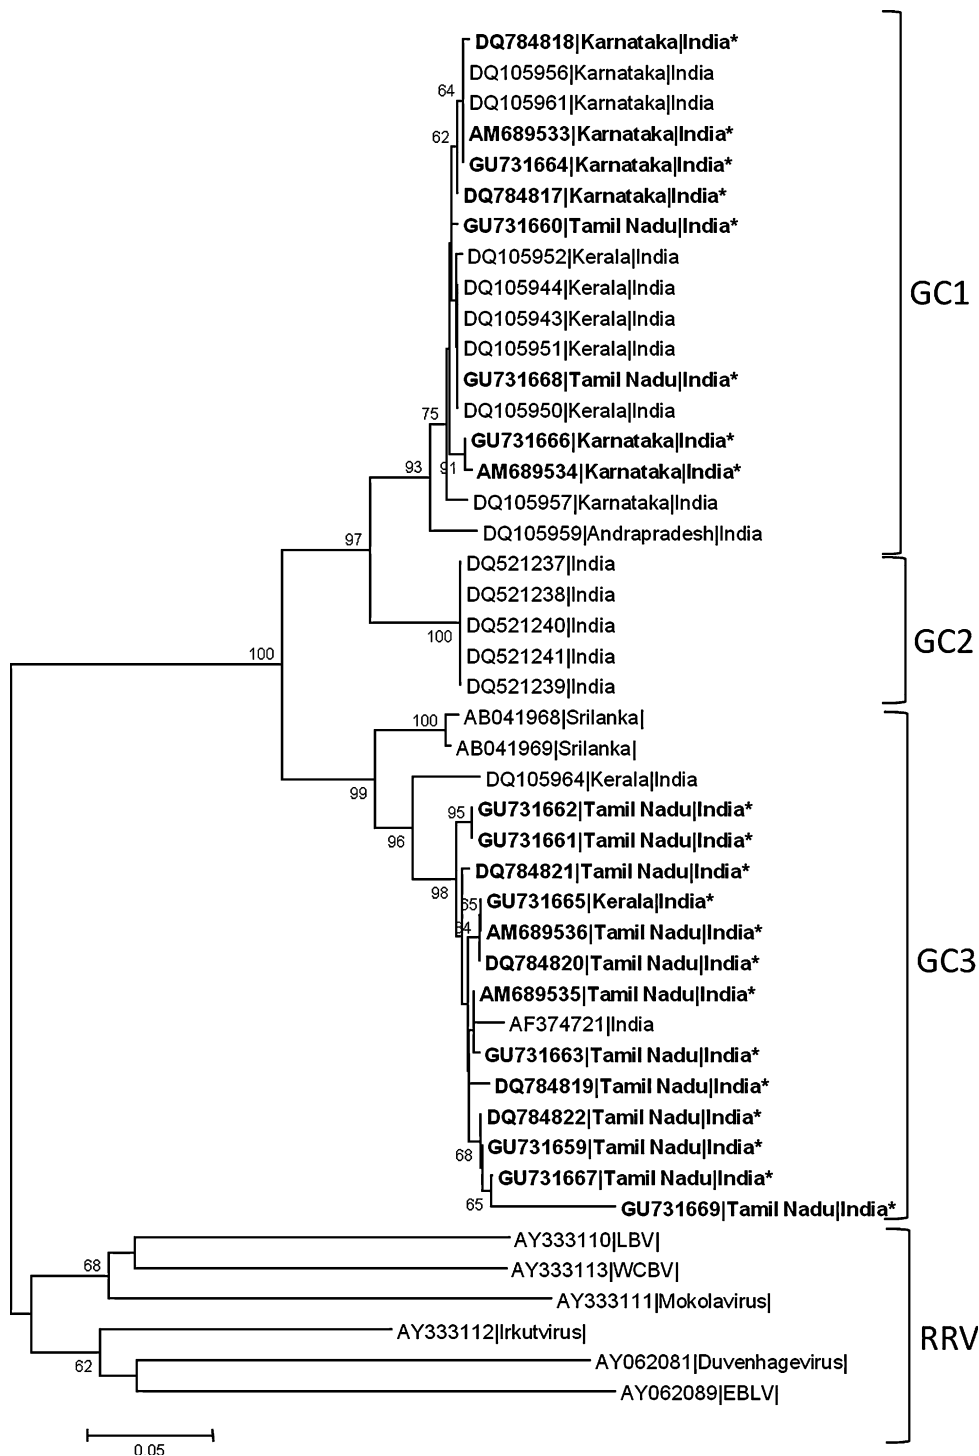 DQ784818|Karnataka|India*
DQ105956|Karnataka|India
64
DQ105961|Karnataka|India
62
AM689533|Karnataka|India*
GU731664|Karnataka|India*
DQ784817|Karnataka|India*
GU731660|Tamil Nadu|India*
DQ105952|Kerala|India
DQ105944|Kerala|India
GC1
DQ105943|Kerala|India
DQ105951|Kerala|India
GU731668|Tamil Nadu|India*
DQ105950|Kerala|India
75
GU731666|Karnataka|India*
93
91
AM689534|Karnataka|India*
DQ105957|Karnataka|India
DQ105959|Andrapradesh|India
97
DQ521237|India
DQ521238|India
DQ521240|India
100
GC2
100
DQ521241|India
DQ521239|India
AB041968|Srilanka|
100
AB041969|Srilanka|
DQ105964|Kerala|India
99
GU731662|Tamil Nadu|India*
95
GU731661|Tamil Nadu|India*
96
DQ784821|Tamil Nadu|India*
98
65
GU731665|Kerala|India*
AM689536|Tamil Nadu|India*
DQ784820|Tamil Nadu|India*
GC3
AM689535|Tamil Nadu|India*
AF374721|India
GU731663|Tamil Nadu|India*
DQ784819|Tamil Nadu|India*
DQ784822|Tamil Nadu|India*
GU731659|Tamil Nadu|India*
68
GU731667|Tamil Nadu|India*
65
GU731669|Tamil Nadu|India*
AY333110|LBV|
68
AY333113|WCBV|
AY333111|Mokolavirus|
AY333112|Irkutvirus|
RRV
62
AY062081|Duvenhagevirus|
AY062089|EBLV|
0.05